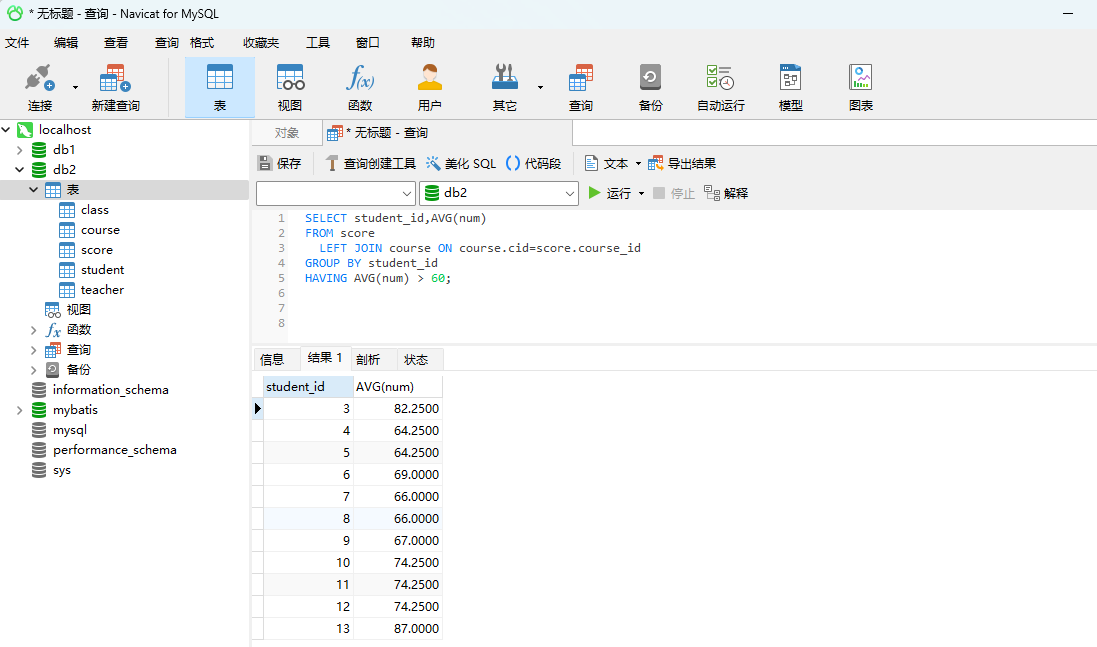 * 无标题 - 查询 - Navicat for MySQL
文件 编辑 查看 查询 格式 收藏夹 工具 窗口 帮助
连接 新建查询 表 视图 函数 用户 其它 查询 备份 自动运行 模型 图表
localhost
db1
db2
表
class
course
score
student
teacher
视图
函数
查询
备份
information_schema
mybatis
mysql
performance_schema
sys
对象 * 无标题 - 查询
保存 查询创建工具 美化 SQL 代码段 文本 导出结果
db2 运行 停止 解释
1 SELECT student_id,AVG(num)
2 FROM score
3 LEFT JOIN course ON course.cid=score.course_id
4 GROUP BY student_id
5 HAVING AVG(num) > 60;
6
7
8
信息 结果 1 剖析 状态
student_id AVG(num)
3 82.2500
4 64.2500
5 64.2500
6 69.0000
7 66.0000
8 66.0000
9 67.0000
10 74.2500
11 74.2500
12 74.2500
13 87.0000